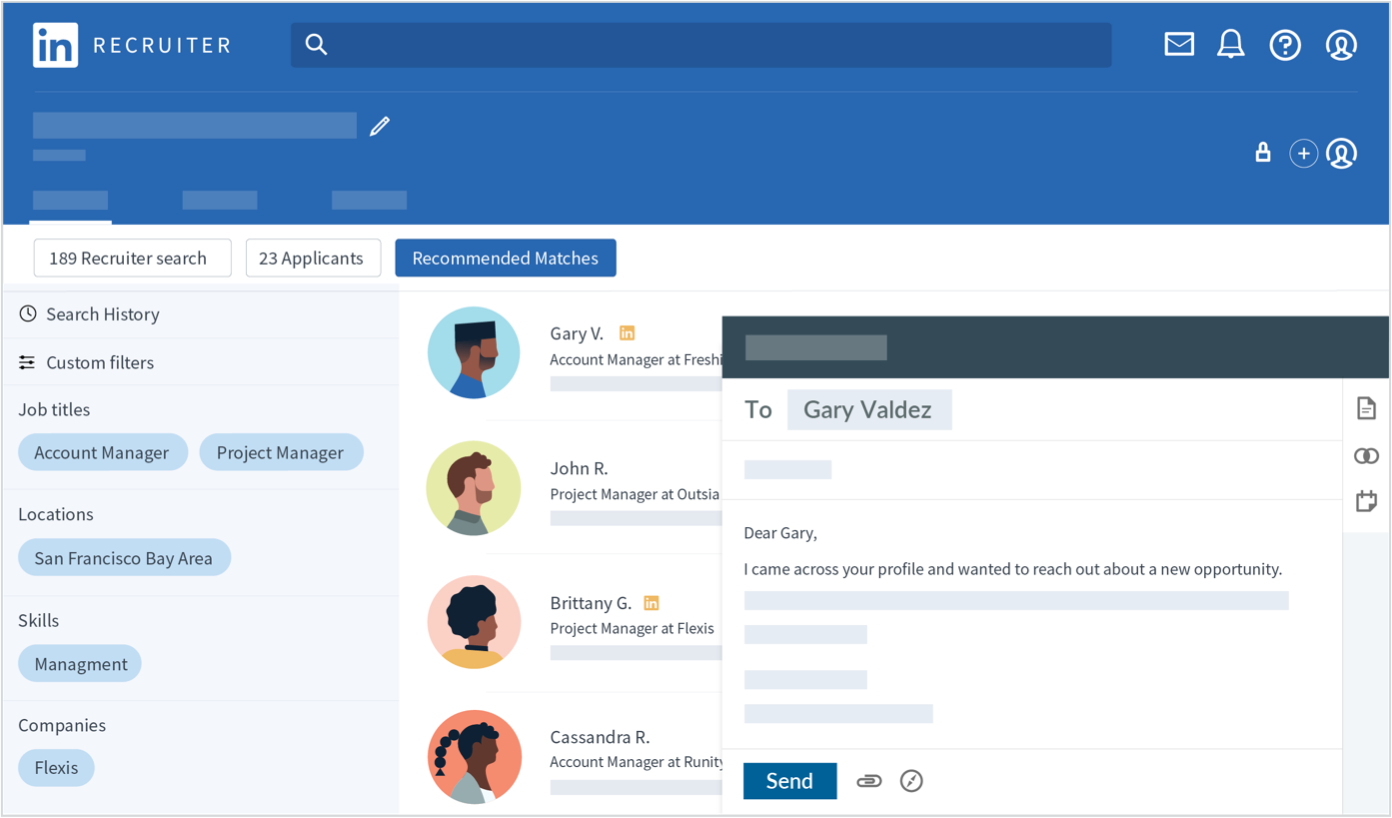 in RECRUITER
189 Recruiter search
23 Applicants
Recommended Matches
Search History
Custom filters
Job titles
Account Manager
Project Manager
Locations
San Francisco Bay Area
Skills
Managment
Companies
Flexis
Gary V. in
Account Manager at Freshi
John R.
Project Manager at Outsia
Brittany G. in
Project Manager at Flexis
Cassandra R.
Account Manager at Runity
To Gary Valdez
Dear Gary,
I came across your profile and wanted to reach out about a new opportunity.
Send